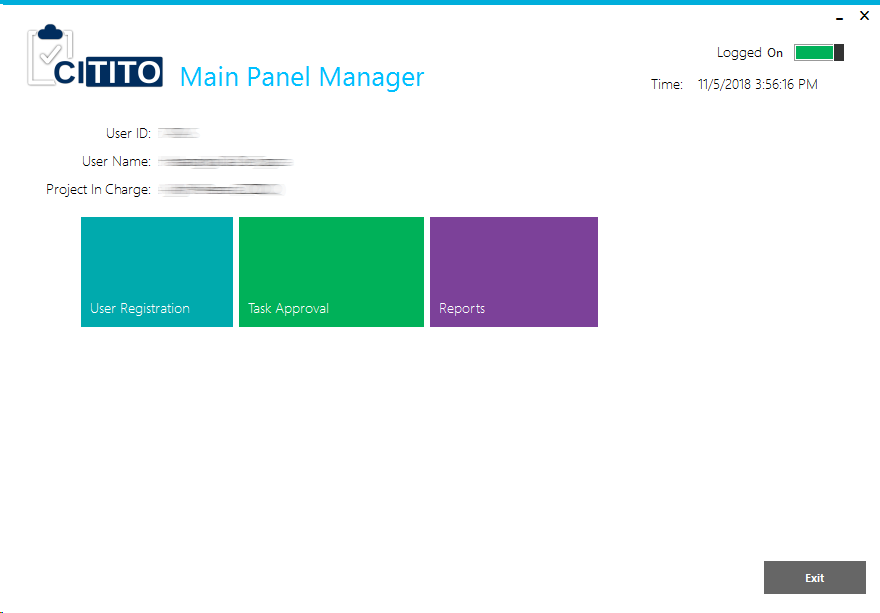 CITITO
Main Panel Manager
Logged On
Time: 11/5/2018 3:56:16 PM
User ID:
User Name:
Project In Charge:
User Registration
Task Approval
Reports
Exit